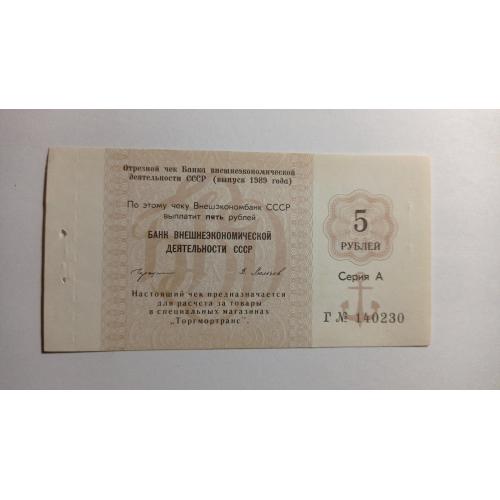 Отрезной чек Банка внешнеэкономической
деятельности СССР (выпуск 1989 года)
По этому чеку Внешэкономбанк СССР
выплатит пять рублей
БАНК ВНЕШНЕЭКОНОМИЧЕСКОЙ
ДЕЯТЕЛЬНОСТИ СССР
Настоящий чек предназначается
для расчета за товары
в специальных магазинах
„Торгмортранс".
5
РУБЛЕЙ
Серия А
Г № 140230